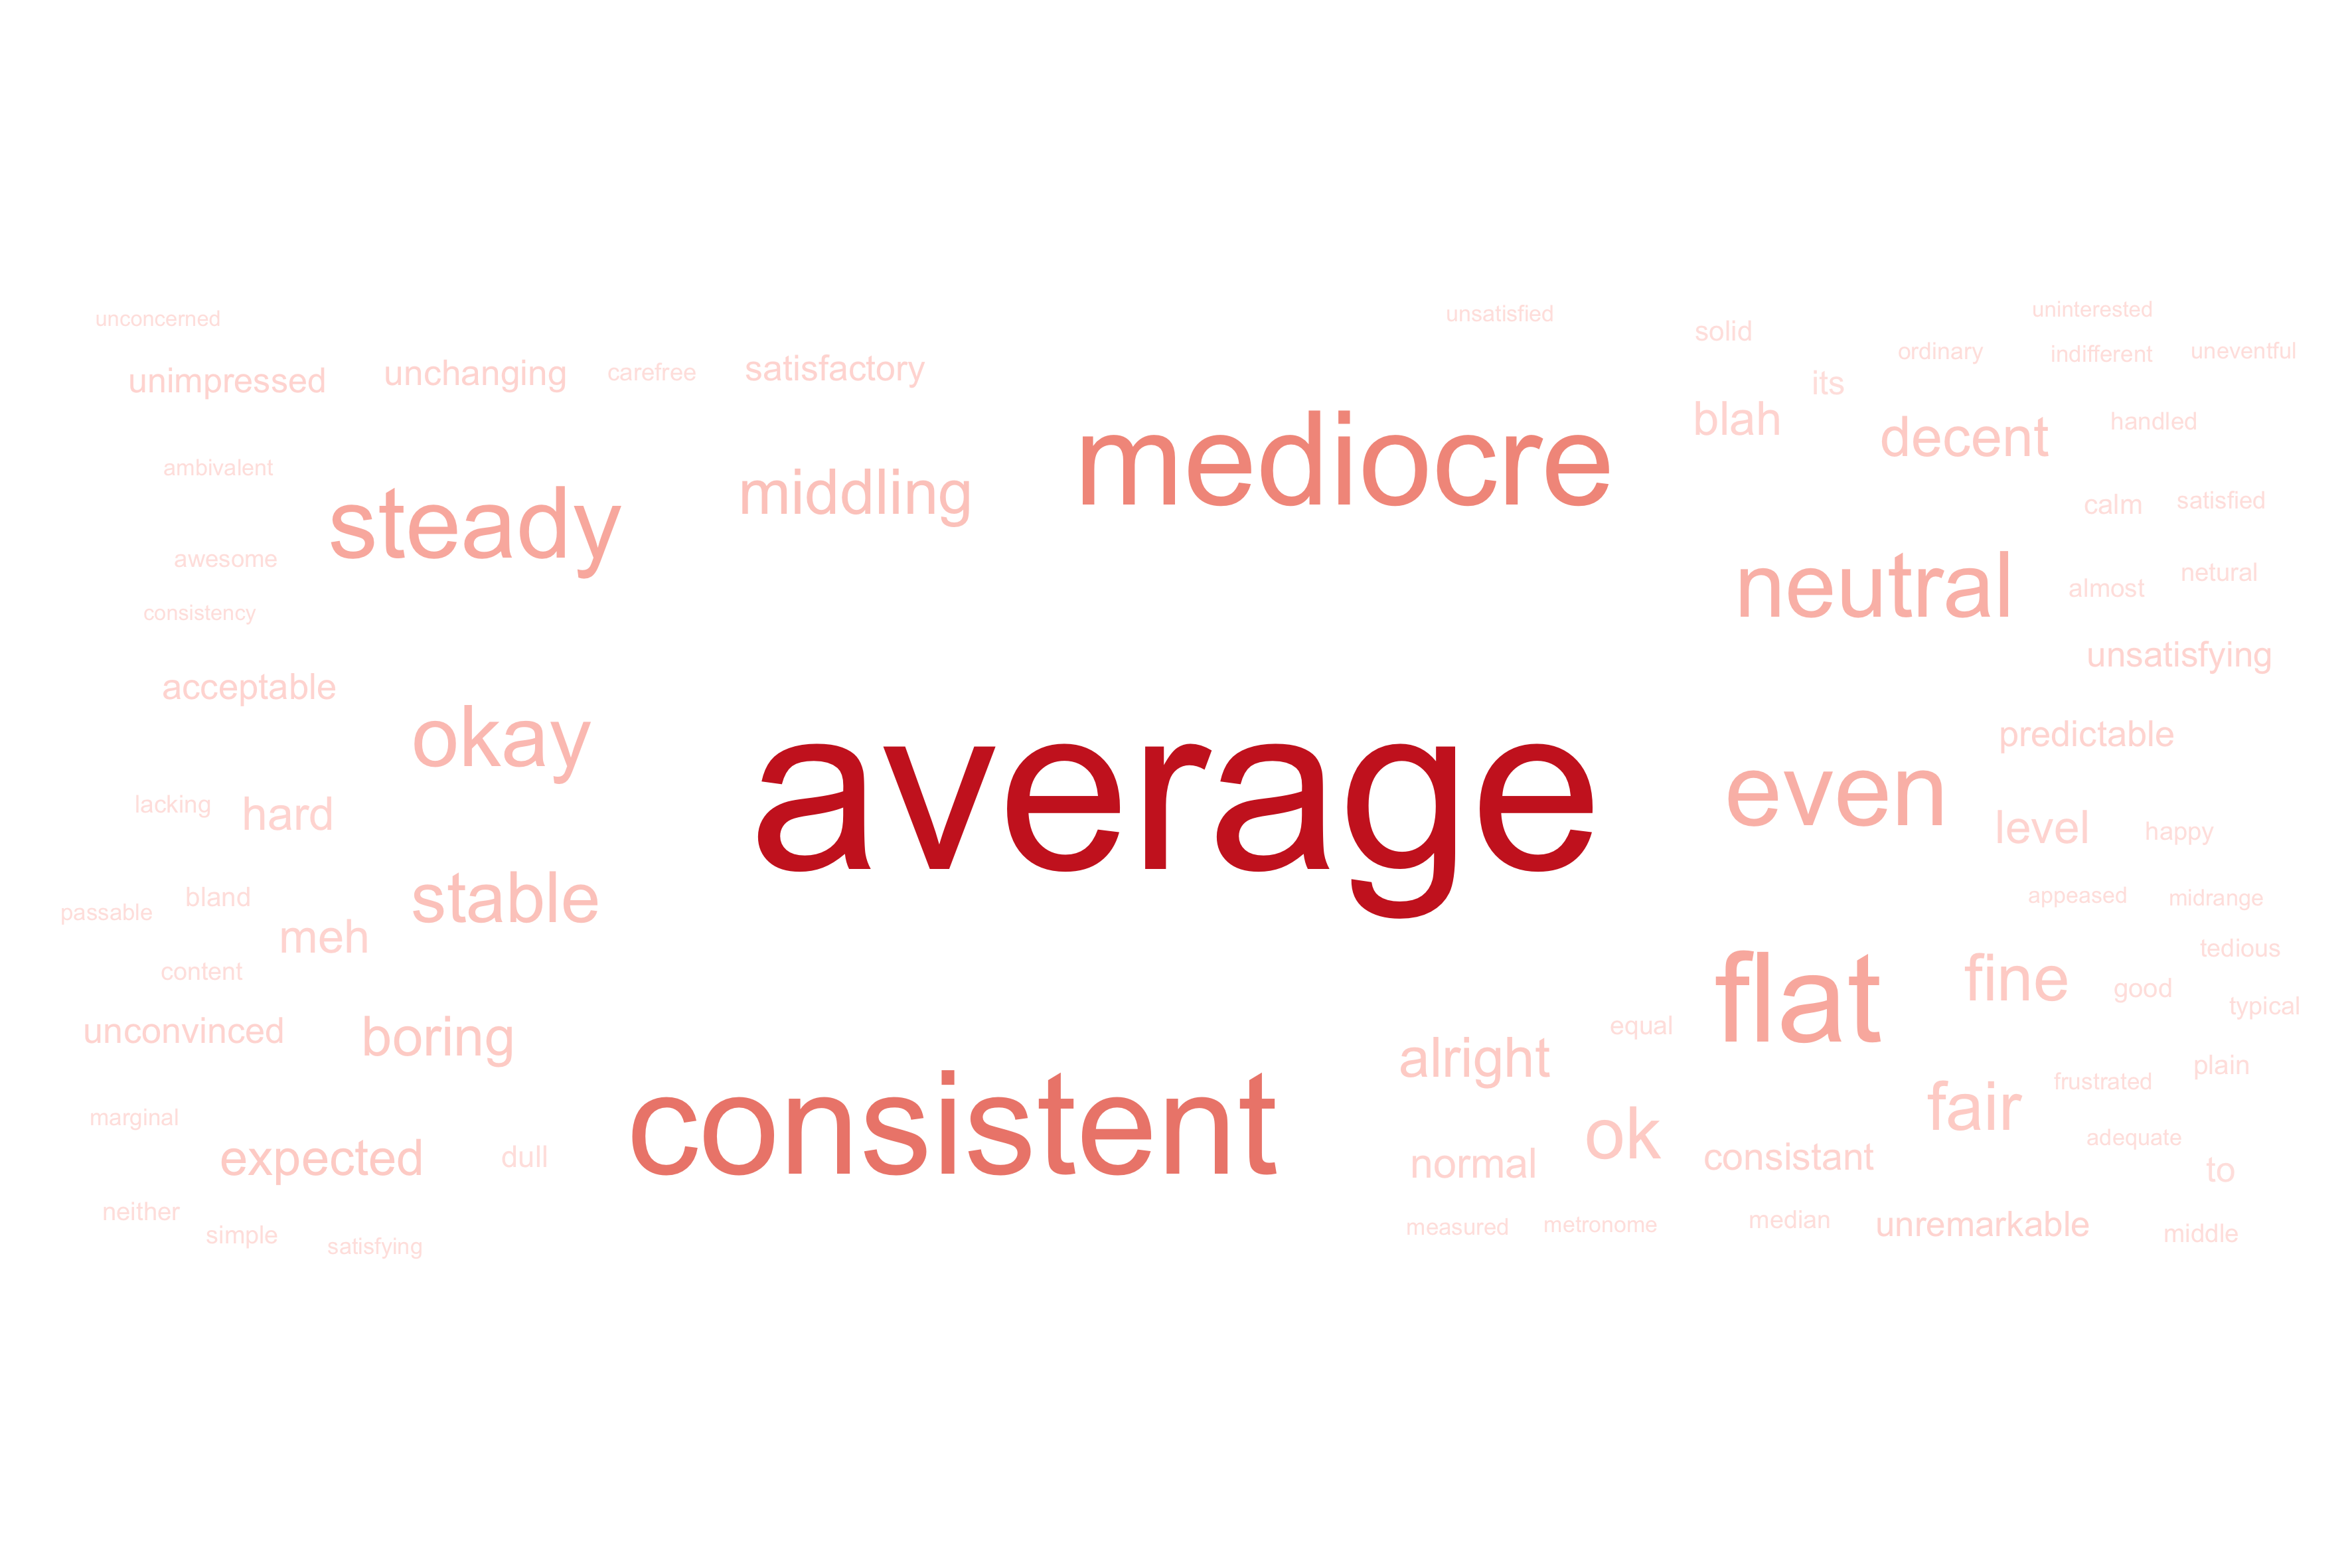 unconcerned
unsatisfied
solid
uninterested
ordinary
indifferent
uneventful
unimpressed
unchanging
carefree
satisfactory
its
blah
decent
handled
mediocre
ambivalent
steady
middling
calm
satisfied
awesome
neutral
almost
netural
consistency
unsatisfying
acceptable
okay
average
predictable
even
lacking
hard
level
happy
passable
bland
stable
appeased
midrange
meh
content
flat
fine
good
tedious
typical
unconvinced
boring
alright
equal
plain
marginal
consistent
fair
frustrated
expected
dull
normal
ok
consistant
adequate
to
neither
simple
satisfying
measured
metronome
median
unremarkable
middle